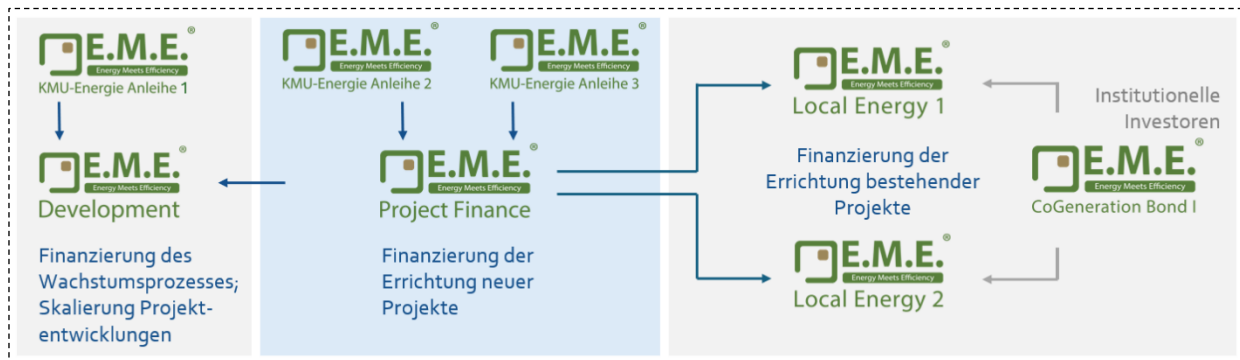 E.M.E.®
Energy Meets Efficiency
KMU-Energie Anleihe 1
E.M.E.®
Energy Meets Efficiency
Development
Finanzierung des
Wachstumsprozesses;
Skalierung Projekt-
entwicklungen
E.M.E.®
Energy Meets Efficiency
KMU-Energie Anleihe 2
E.M.E.®
Energy Meets Efficiency
KMU-Energie Anleihe 3
E.M.E.®
Energy Meets Efficiency
Project Finance
Finanzierung der
Errichtung neuer
Projekte
E.M.E.®
Energy Meets Efficiency
Local Energy 1
Finanzierung der
Errichtung bestehender
Projekte
E.M.E.®
Energy Meets Efficiency
Local Energy 2
Institutionelle
Investoren
E.M.E.®
Energy Meets Efficiency
CoGeneration Bond I